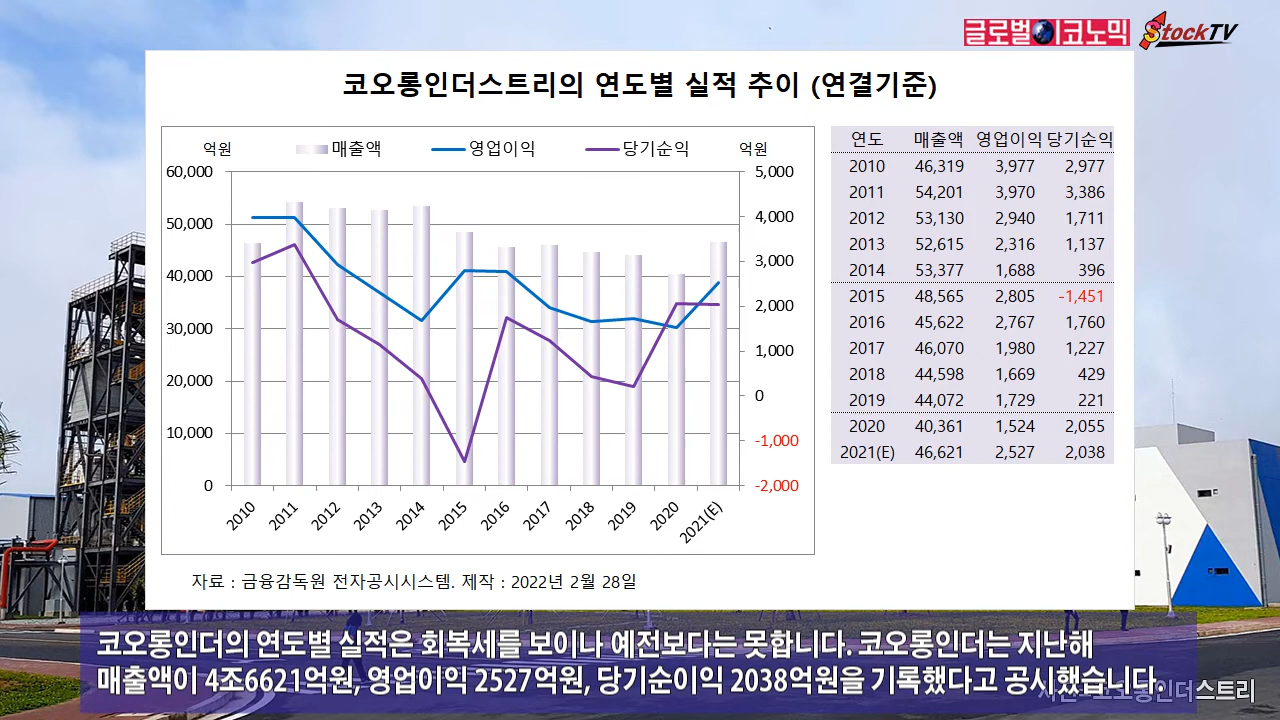 글로벌이코노믹 StockTV
코오롱인더스트리의 연도별 실적 추이 (연결기준)
억원 매출액 영업이익 당기순익 억원
60,000 5,000
50,000 4,000
40,000 3,000
30,000 2,000
20,000 1,000
10,000 0
0 -1,000
-2,000
2010 2011 2012 2013 2014 2015 2016 2017 2018 2019 2020 2021(E)
연도 매출액 영업이익 당기순익
2010 46,319 3,977 2,977
2011 54,201 3,970 3,386
2012 53,130 2,940 1,711
2013 52,615 2,316 1,137
2014 53,377 1,688 396
2015 48,565 2,805 -1,451
2016 45,622 2,767 1,760
2017 46,070 1,980 1,227
2018 44,598 1,669 429
2019 44,072 1,729 221
2020 40,361 1,524 2,055
2021(E) 46,621 2,527 2,038
자료 : 금융감독원 전자공시시스템. 제작 : 2022년 2월 28일
코오롱인더의 연도별 실적은 회복세를 보이나 예전보다는 못합니다. 코오롱인더는 지난해
매출액이 4조6621억원, 영업이익 2527억원, 당기순이익 2038억원을 기록했다고 공시했습니다
코오롱인더스트리